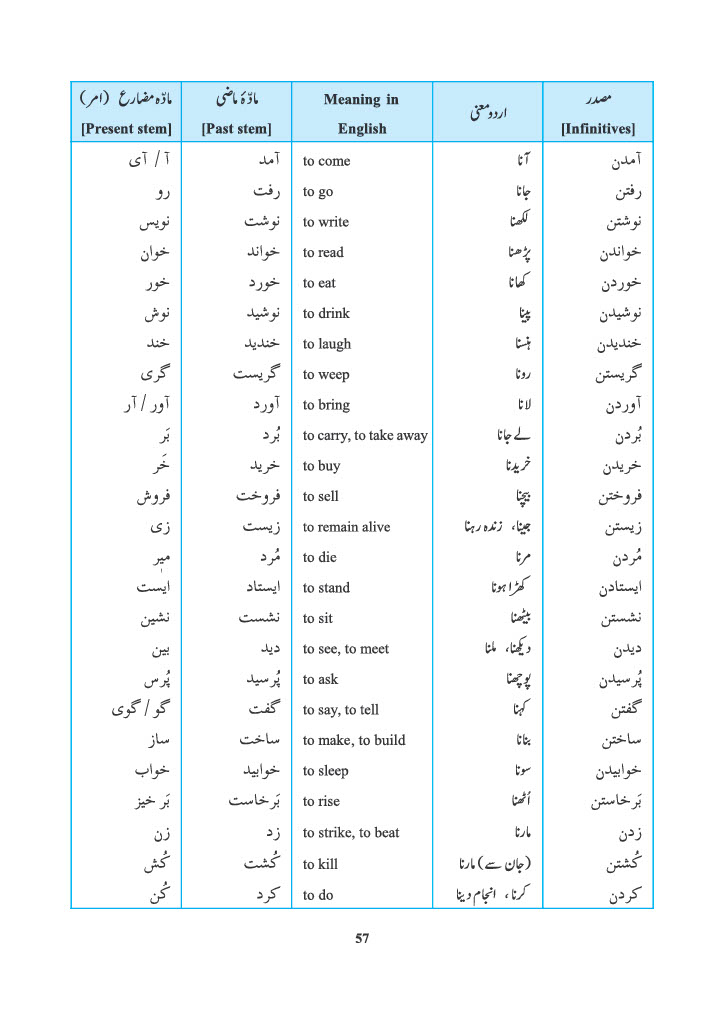 مصدر اردو معنی Meaning in مادّۂ ماضی مادّہ مضارع (امر)
[Infinitives] English [Past stem] [Present stem]
آمدن آنا to come آمد آ / آی
رفتن جانا to go رفت رو
نوشتن لکھنا to write نوشت نویس
خواندن پڑھنا to read خواند خوان
خوردن کھانا to eat خورد خور
نوشیدن پینا to drink نوشید نوش
خندیدن ہنسنا to laugh خندید خند
گریستن رونا to weep گریست گری
آوردن لانا to bring آورد آور / آر
بُردن لے جانا to carry, to take away بُرد بَر
خریدن خریدنا to buy خرید خَر
فروختن بیچنا to sell فروخت فروش
زیستن جینا، زندہ رہنا to remain alive زیست زی
مُردن مرنا to die مُرد میر
ایستادن کھڑا ہونا to stand ایستاد ایست
نشستن بیٹھنا to sit نشست نشین
دیدن دیکھنا، ملنا to see, to meet دید بین
پُرسیدن پوچھنا to ask پُرسید پُرس
گفتن کہنا to say, to tell گفت گو / گوی
ساختن بنانا to make, to build ساخت ساز
خوابیدن سونا to sleep خوابید خواب
بَرخاستن اُٹھنا to rise بَرخاست بَر خیز
زدن مارنا to strike, to beat زد زن
کُشتن (جان سے) مارنا to kill کُشت کُش
کردن کرنا، انجام دینا to do کرد کُن
57